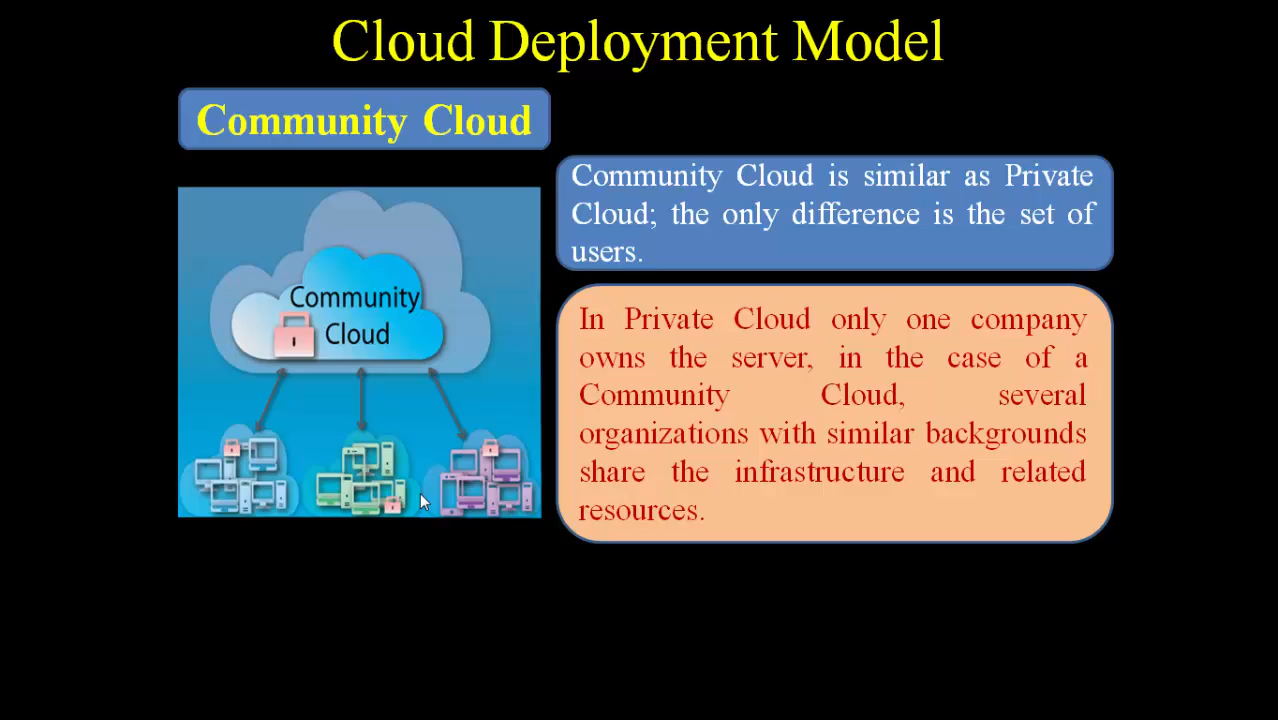 Cloud Deployment Model
Community Cloud
Community Cloud is similar as Private
Cloud; the only difference is the set of
users.
Community
Cloud
In Private Cloud only one company
owns the server, in the case of a
Community Cloud, several
organizations with similar backgrounds
share the infrastructure and related
resources.